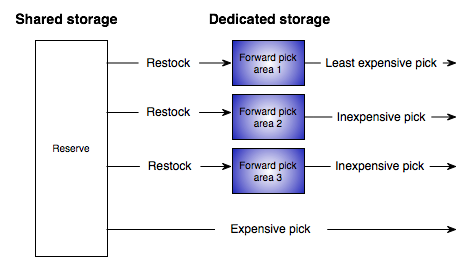 Shared storage
Dedicated storage
Restock
Forward pick
area 1
Least expensive pick
Restock
Forward pick
area 2
Inexpensive pick
Reserve
Restock
Forward pick
area 3
Inexpensive pick
Expensive pick